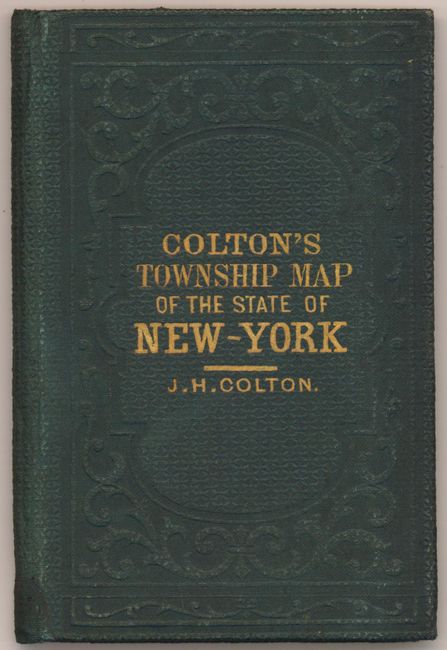 COLTON'S
TOWNSHIP MAP
OF THE STATE OF
NEW-YORK
J.H.COLTON.